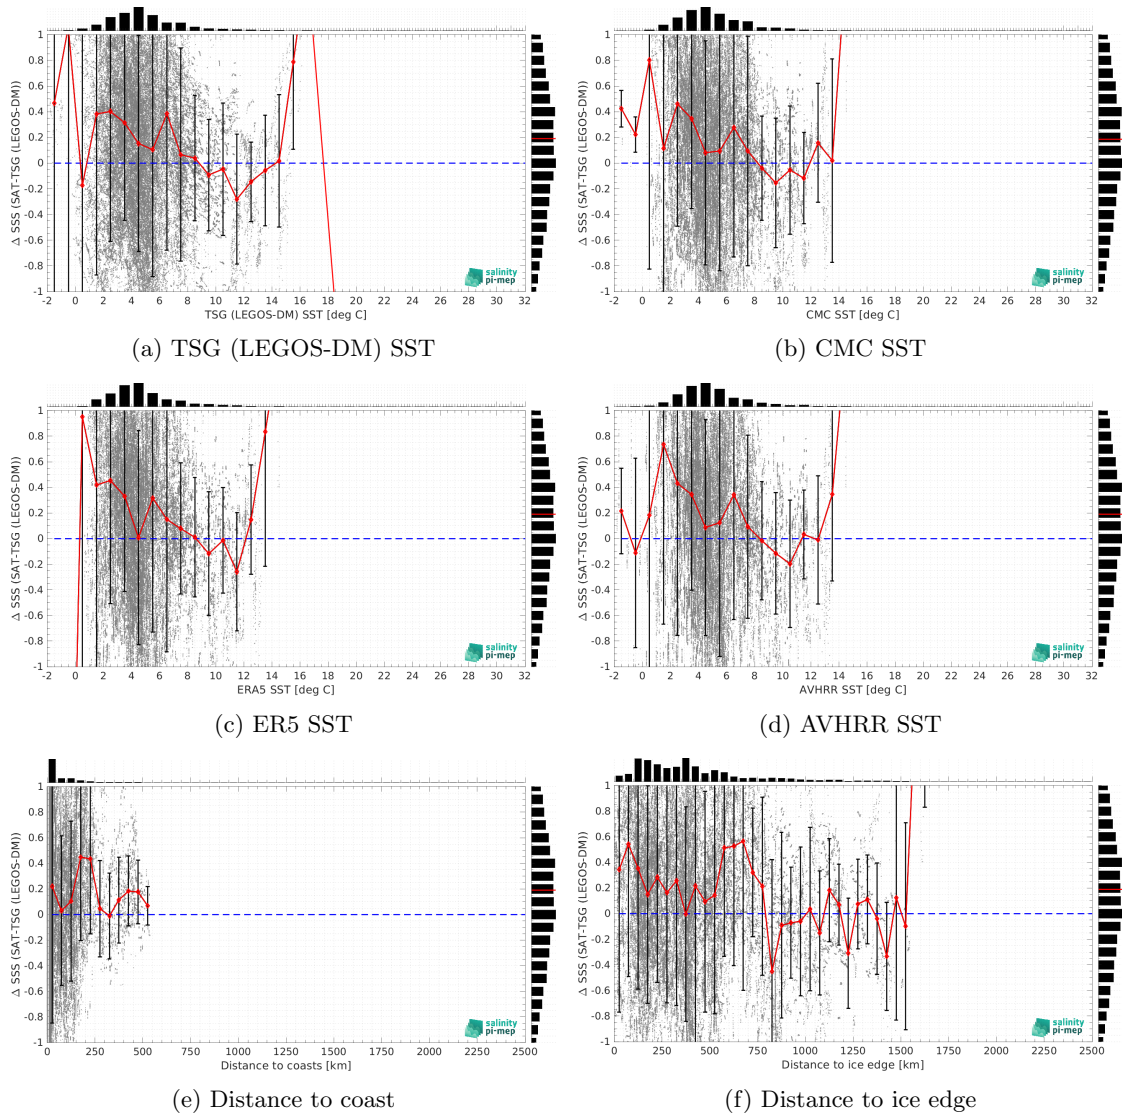 1
0.8
0.6
0.4
0.2
0
-0.2
-0.4
-0.6
-0.8
-1
Δ SSS (SAT-TSG (LEGOS-DM))
salinity
pi-mep
-2 0 2 4 6 8 10 12 14 16 18 20 22 24 26 28 30 32
TSG (LEGOS-DM) SST [deg C]
(a) TSG (LEGOS-DM) SST
1
0.8
0.6
0.4
0.2
0
-0.2
-0.4
-0.6
-0.8
-1
Δ SSS (SAT-TSG (LEGOS-DM))
salinity
pi-mep
-2 0 2 4 6 8 10 12 14 16 18 20 22 24 26 28 30 32
CMC SST [deg C]
(b) CMC SST
1
0.8
0.6
0.4
0.2
0
-0.2
-0.4
-0.6
-0.8
-1
Δ SSS (SAT-TSG (LEGOS-DM))
salinity
pi-mep
-2 0 2 4 6 8 10 12 14 16 18 20 22 24 26 28 30 32
ERA5 SST [deg C]
(c) ER5 SST
1
0.8
0.6
0.4
0.2
0
-0.2
-0.4
-0.6
-0.8
-1
Δ SSS (SAT-TSG (LEGOS-DM))
salinity
pi-mep
-2 0 2 4 6 8 10 12 14 16 18 20 22 24 26 28 30 32
AVHRR SST [deg C]
(d) AVHRR SST
1
0.8
0.6
0.4
0.2
0
-0.2
-0.4
-0.6
-0.8
-1
Δ SSS (SAT-TSG (LEGOS-DM))
salinity
pi-mep
0 250 500 750 1000 1250 1500 1750 2000 2250 2500
Distance to coasts [km]
(e) Distance to coast
1
0.8
0.6
0.4
0.2
0
-0.2
-0.4
-0.6
-0.8
-1
Δ SSS (SAT-TSG (LEGOS-DM))
salinity
pi-mep
0 250 500 750 1000 1250 1500 1750 2000 2250 2500
Distance to ice edge [km]
(f) Distance to ice edge